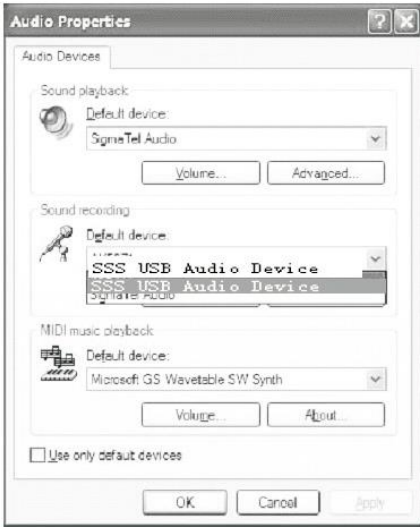 Audio Properties
Audio Devices
Sound playback
Default device:
SigmaTel Audio
Volume...
Advanced...
Sound recording
Default device:
SSS USB Audio Device
SSS USB Audio Device
SigmaTel Audio
MIDI music playback
Default device:
Microsoft GS Wavetable SW Synth
Volume...
About...
Use only default devices
OK
Cancel
Apply